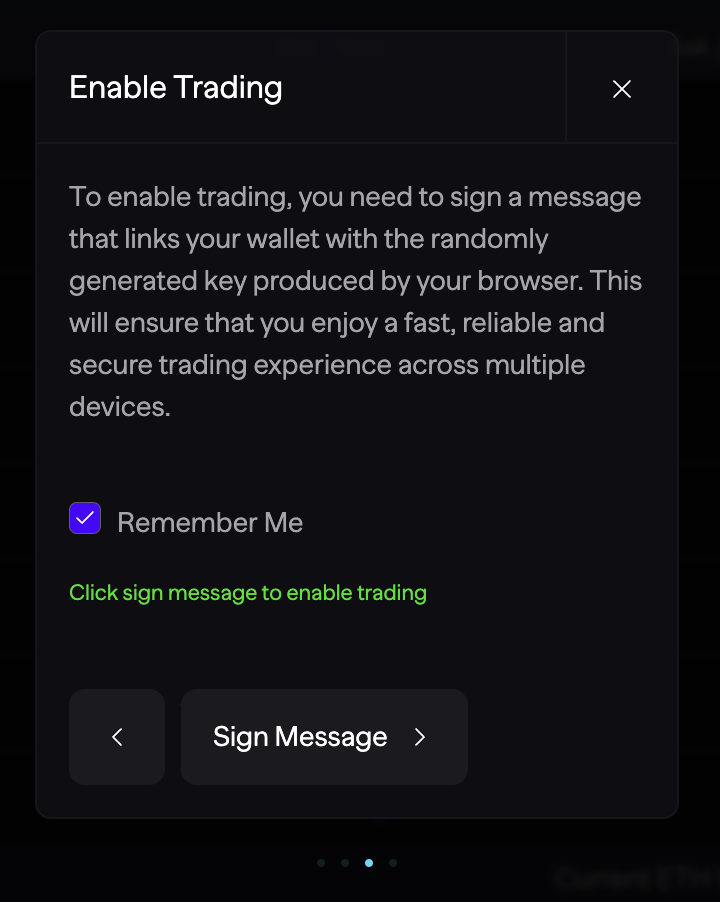 Enable Trading
To enable trading, you need to sign a message
that links your wallet with the randomly
generated key produced by your browser. This
will ensure that you enjoy a fast, reliable and
secure trading experience across multiple
devices.
Remember Me
Click sign message to enable trading
Sign Message
Current ETH